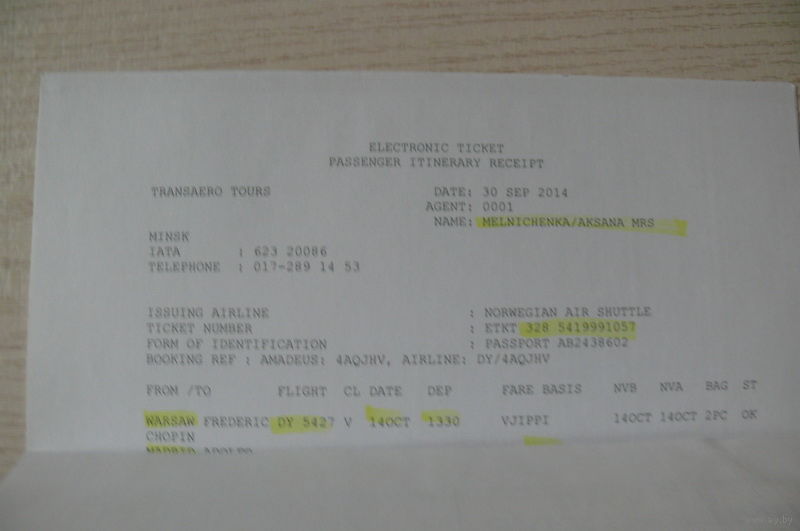 ELECTRONIC TICKET
PASSENGER ITINERARY RECEIPT
TRANSAERO TOURS DATE: 30 SEP 2014
AGENT: 0001
NAME: MELNICHENKA/AKSANA MRS
MINSK
IATA : 623 20086
TELEPHONE : 017-289 14 53
ISSUING AIRLINE : NORWEGIAN AIR SHUTTLE
TICKET NUMBER : ETKT 328 5419991057
FORM OF IDENTIFICATION : PASSPORT AB2438602
BOOKING REF : AMADEUS: 4AQJHV, AIRLINE: DY/4AQJHV
FROM /TO FLIGHT CL DATE DEP FARE BASIS NVB NVA BAG ST
WARSAW FREDERIC DY 5427 V 14OCT 1330 VJIPPI 14OCT 14OCT 2PC OK
CHOPIN
MADRID ADOLFO